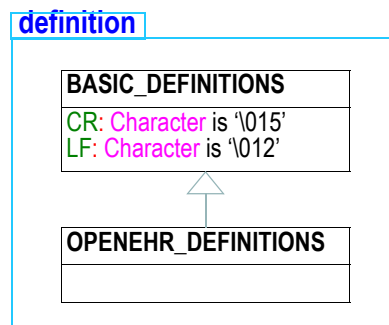 definition
BASIC_DEFINITIONS
CR: Character is ‘\015’
LF: Character is ‘\012’
OPENEHR_DEFINITIONS